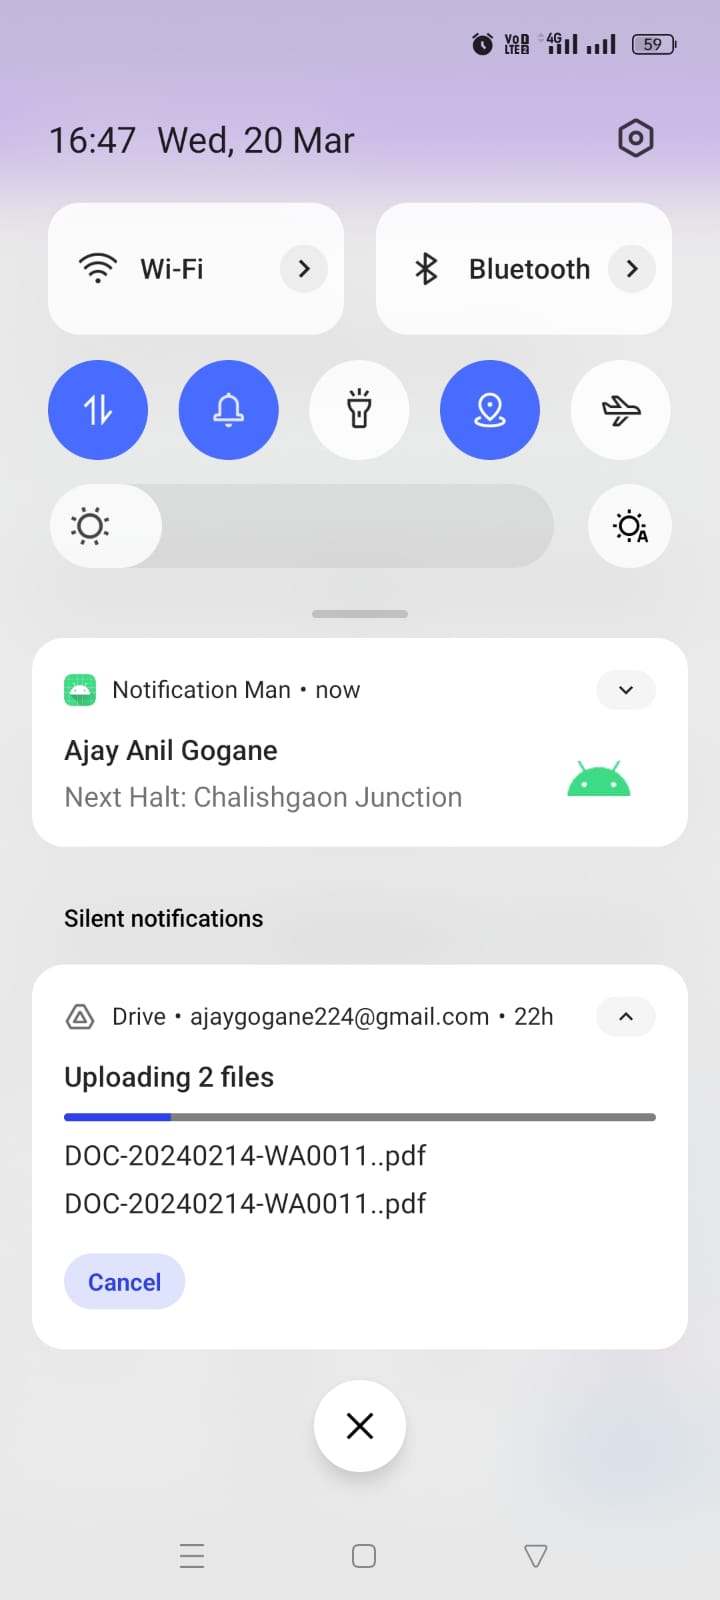 VoD
LTE2
4G
59
16:47 Wed, 20 Mar
Wi-Fi
Bluetooth
A
Notification Man • now
Ajay Anil Gogane
Next Halt: Chalishgaon Junction
Silent notifications
Drive • ajaygogane224@gmail.com • 22h
Uploading 2 files
DOC-20240214-WA0011..pdf
DOC-20240214-WA0011..pdf
Cancel